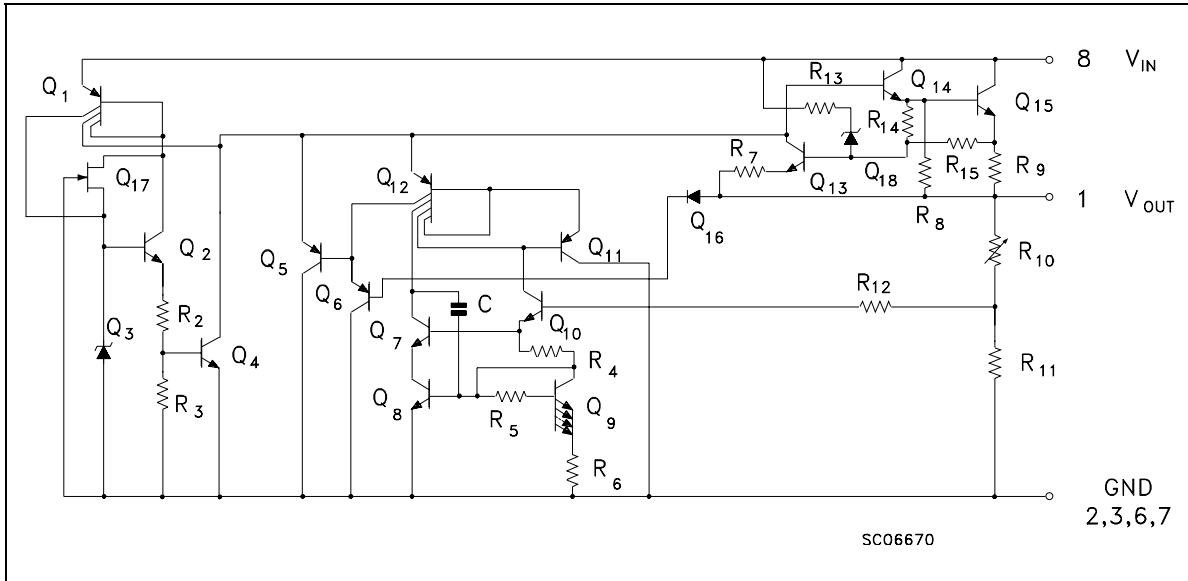 8 V_IN
R13
Q14
Q1
Q15
R14
R7
Q17
Q12
Q13
Q18
R15
R9
1 V_OUT
Q16
R8
Q2
Q11
Q5
R10
Q6
R12
C
R2
Q3
Q7
Q10
Q4
R4
R11
R3
Q8
Q9
R5
R6
GND
2,3,6,7
SC06670